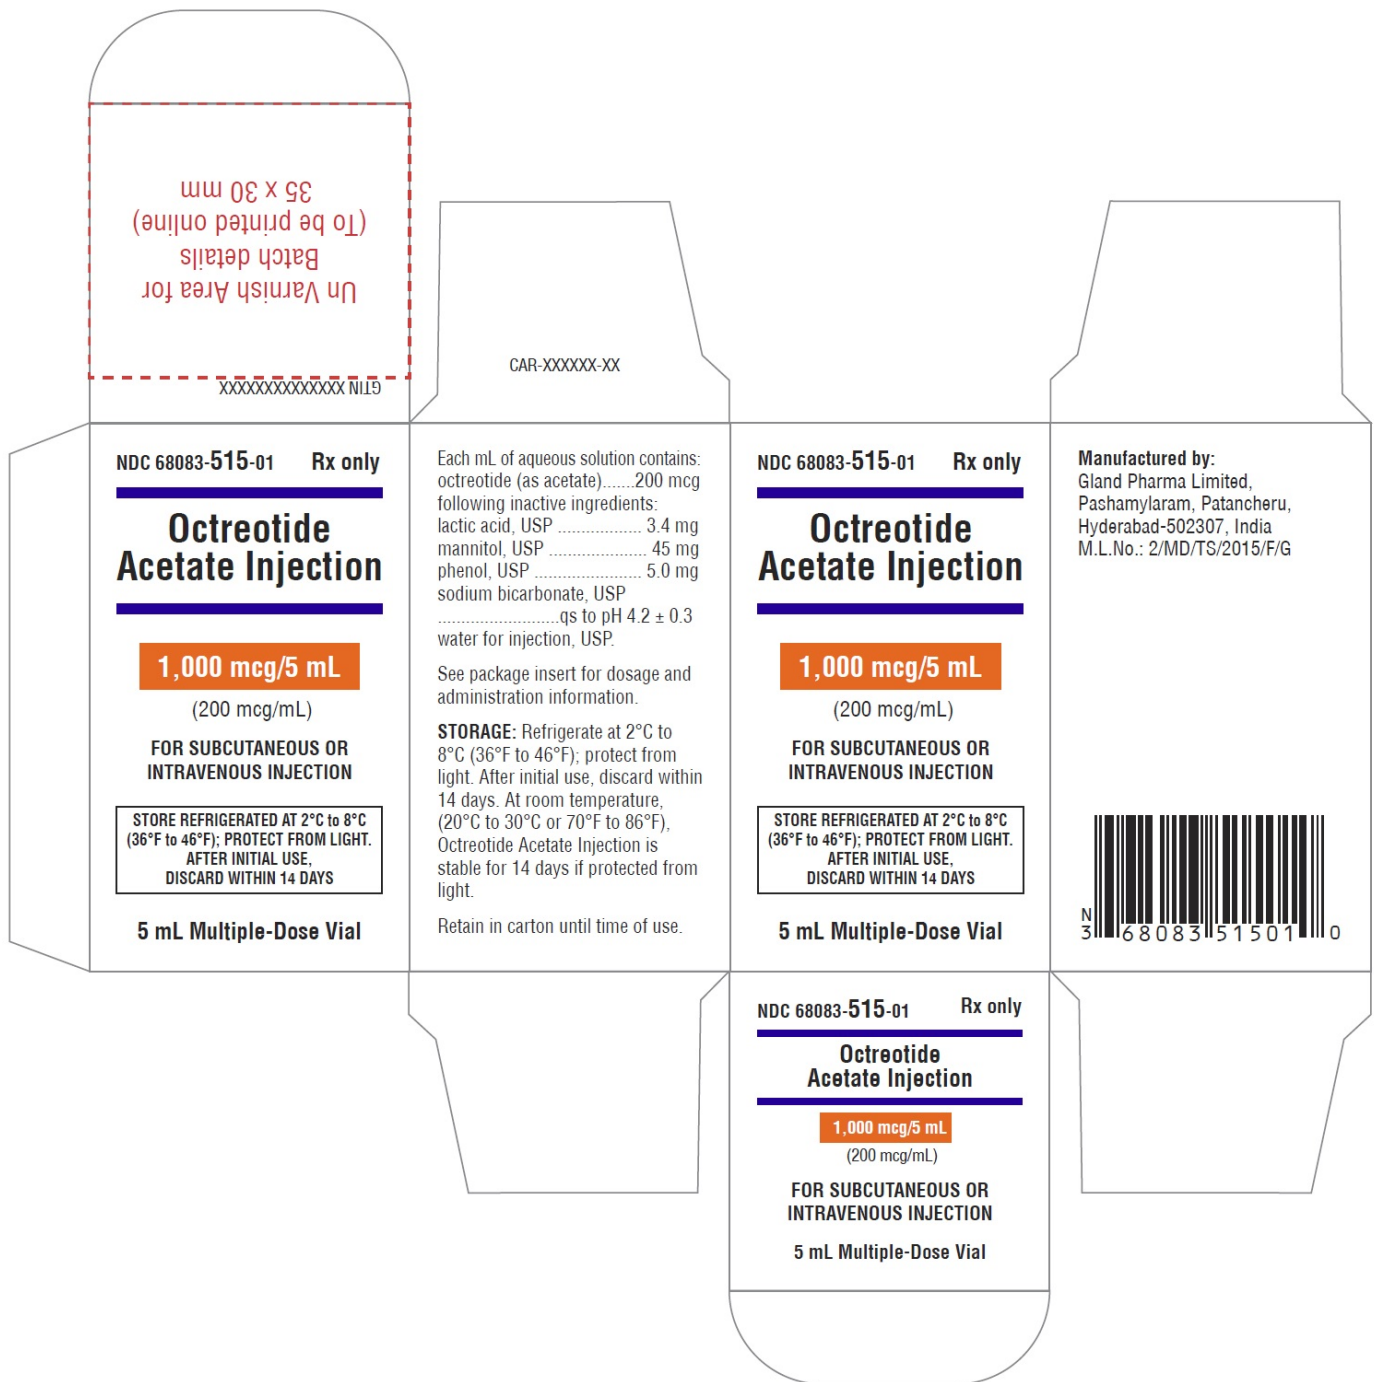 Un Varnish Area for
Batch details
(To be printed online)
35 x 30 mm
GTIN XXXXXXXXXXXXXX
CAR-XXXXXX-XX
NDC 68083-515-01 Rx only
Octreotide
Acetate Injection
1,000 mcg/5 mL
(200 mcg/mL)
FOR SUBCUTANEOUS OR
INTRAVENOUS INJECTION
STORE REFRIGERATED AT 2°C to 8°C
(36°F to 46°F); PROTECT FROM LIGHT.
AFTER INITIAL USE,
DISCARD WITHIN 14 DAYS
5 mL Multiple-Dose Vial
Each mL of aqueous solution contains:
octreotide (as acetate).......200 mcg
following inactive ingredients:
lactic acid, USP .................. 3.4 mg
mannitol, USP ..................... 45 mg
phenol, USP ....................... 5.0 mg
sodium bicarbonate, USP
..........................qs to pH 4.2 ± 0.3
water for injection, USP.
See package insert for dosage and
administration information.
STORAGE: Refrigerate at 2°C to
8°C (36°F to 46°F); protect from
light. After initial use, discard within
14 days. At room temperature,
(20°C to 30°C or 70°F to 86°F),
Octreotide Acetate Injection is
stable for 14 days if protected from
light.
Retain in carton until time of use.
NDC 68083-515-01 Rx only
Octreotide
Acetate Injection
1,000 mcg/5 mL
(200 mcg/mL)
FOR SUBCUTANEOUS OR
INTRAVENOUS INJECTION
STORE REFRIGERATED AT 2°C to 8°C
(36°F to 46°F); PROTECT FROM LIGHT.
AFTER INITIAL USE,
DISCARD WITHIN 14 DAYS
5 mL Multiple-Dose Vial
Manufactured by:
Gland Pharma Limited,
Pashamylaram, Patancheru,
Hyderabad-502307, India
M.L.No.: 2/MD/TS/2015/F/G
N
3 68083 51501 0
NDC 68083-515-01 Rx only
Octreotide
Acetate Injection
1,000 mcg/5 mL
(200 mcg/mL)
FOR SUBCUTANEOUS OR
INTRAVENOUS INJECTION
5 mL Multiple-Dose Vial